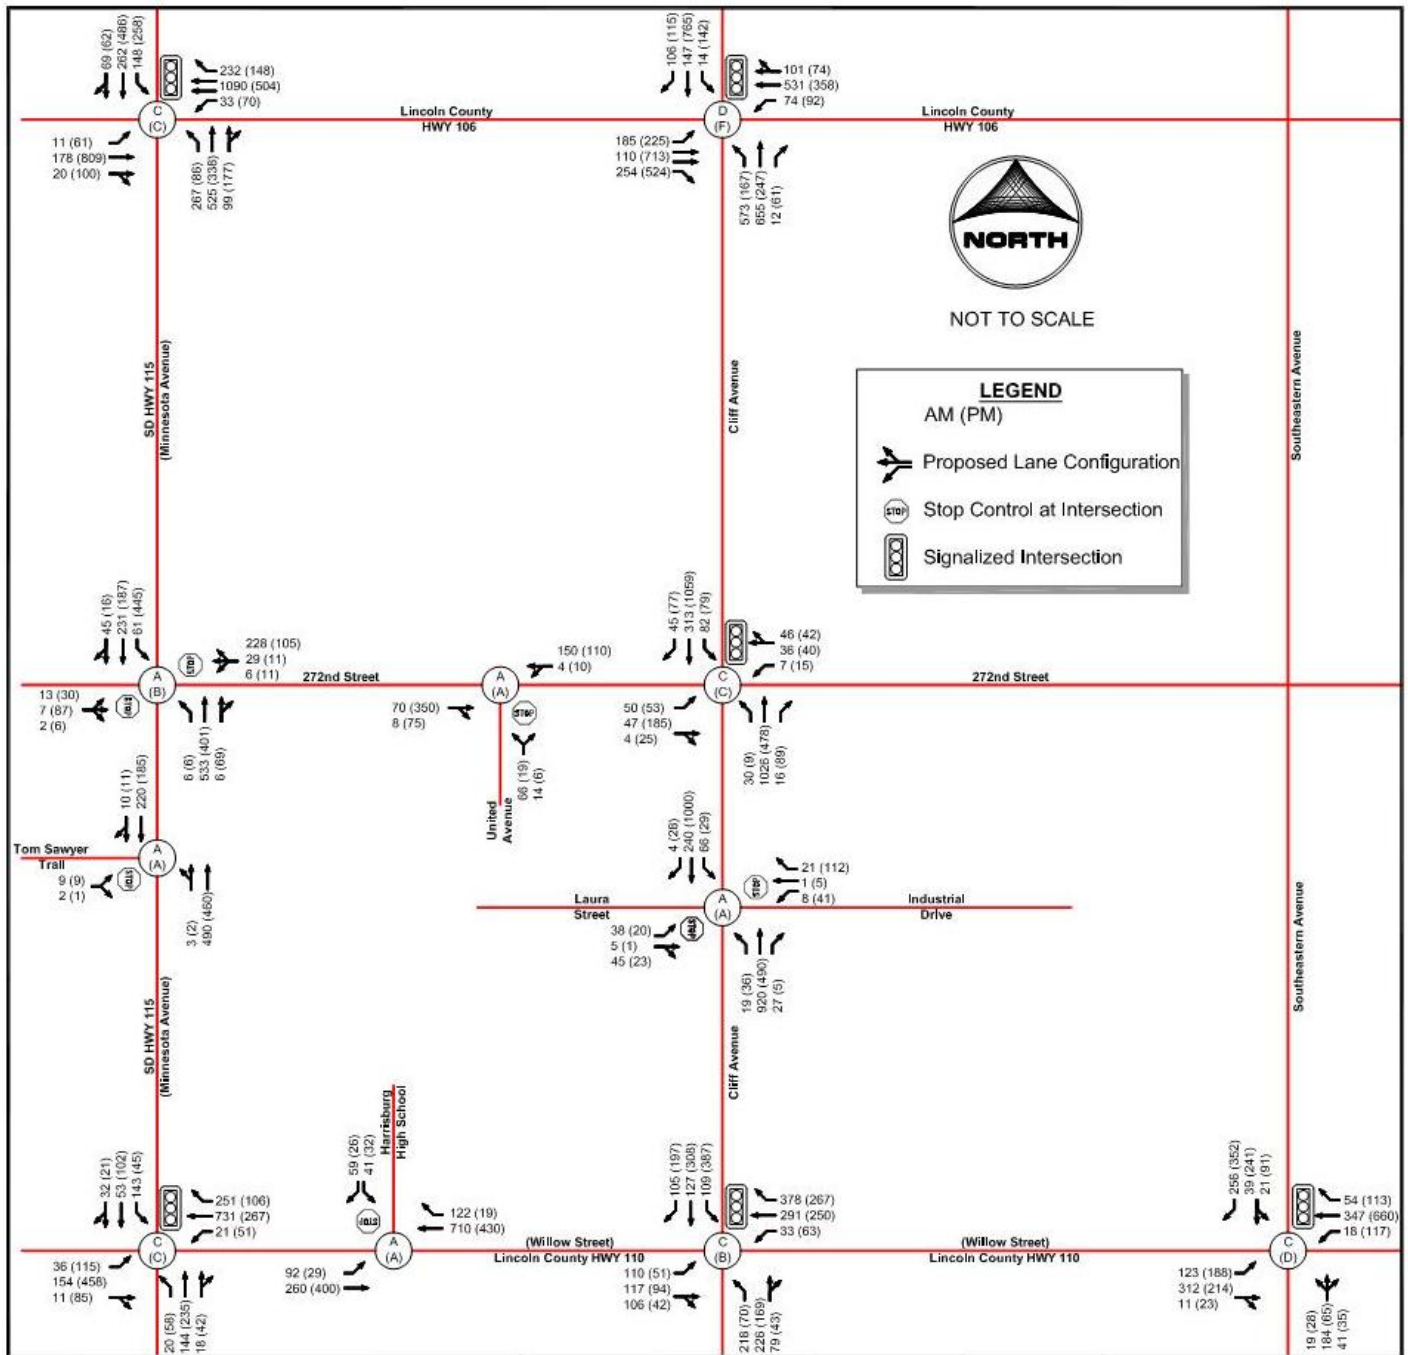 69 (62)
262 (486)
148 (258)
232 (148)
1090 (504)
33 (70)
C
(C)
11 (61)
178 (809)
20 (100)
267 (86)
525 (338)
99 (177)
Lincoln County
HWY 106
106 (115)
147 (765)
14 (142)
101 (74)
531 (358)
74 (92)
D
(F)
185 (225)
110 (713)
254 (524)
573 (167)
655 (247)
12 (61)
Lincoln County
HWY 106
NORTH
NOT TO SCALE
LEGEND
AM (PM)
Proposed Lane Configuration
STOP
Stop Control at Intersection
Signalized Intersection
SD HWY 115
(Minnesota Avenue)
Cliff Avenue
Southeastern Avenue
45 (16)
231 (187)
61 (445)
STOP
228 (105)
29 (11)
6 (11)
A
(B)
13 (30)
7 (87)
2 (6)
STOP
6 (6)
533 (401)
6 (69)
272nd Street
150 (110)
4 (10)
A
(A)
70 (350)
8 (75)
STOP
66 (19)
14 (6)
United
Avenue
45 (77)
313 (1059)
82 (79)
46 (42)
36 (40)
7 (15)
C
(C)
50 (53)
47 (185)
4 (25)
30 (9)
1026 (478)
16 (89)
272nd Street
10 (11)
220 (185)
Tom Sawyer
Trail
A
(A)
9 (9)
2 (1)
STOP
3 (2)
490 (460)
4 (28)
240 (1000)
66 (29)
STOP
21 (112)
1 (5)
8 (41)
Laura
Street
A
(A)
Industrial
Drive
38 (20)
5 (1)
45 (23)
STOP
19 (36)
920 (490)
27 (5)
SD HWY 115
(Minnesota Avenue)
Cliff Avenue
Southeastern Avenue
32 (21)
53 (102)
143 (45)
251 (106)
731 (267)
21 (51)
C
(C)
36 (115)
154 (458)
11 (85)
20 (58)
144 (235)
18 (42)
Harrisburg
High School
59 (26)
41 (32)
STOP
122 (19)
710 (430)
A
(A)
92 (29)
260 (400)
(Willow Street)
Lincoln County HWY 110
105 (197)
127 (308)
109 (387)
378 (267)
291 (250)
33 (63)
C
(B)
110 (51)
117 (94)
106 (42)
218 (70)
226 (169)
79 (43)
(Willow Street)
Lincoln County HWY 110
256 (352)
39 (241)
21 (91)
54 (113)
347 (660)
18 (117)
C
(D)
123 (188)
312 (214)
11 (23)
19 (28)
184 (65)
41 (35)